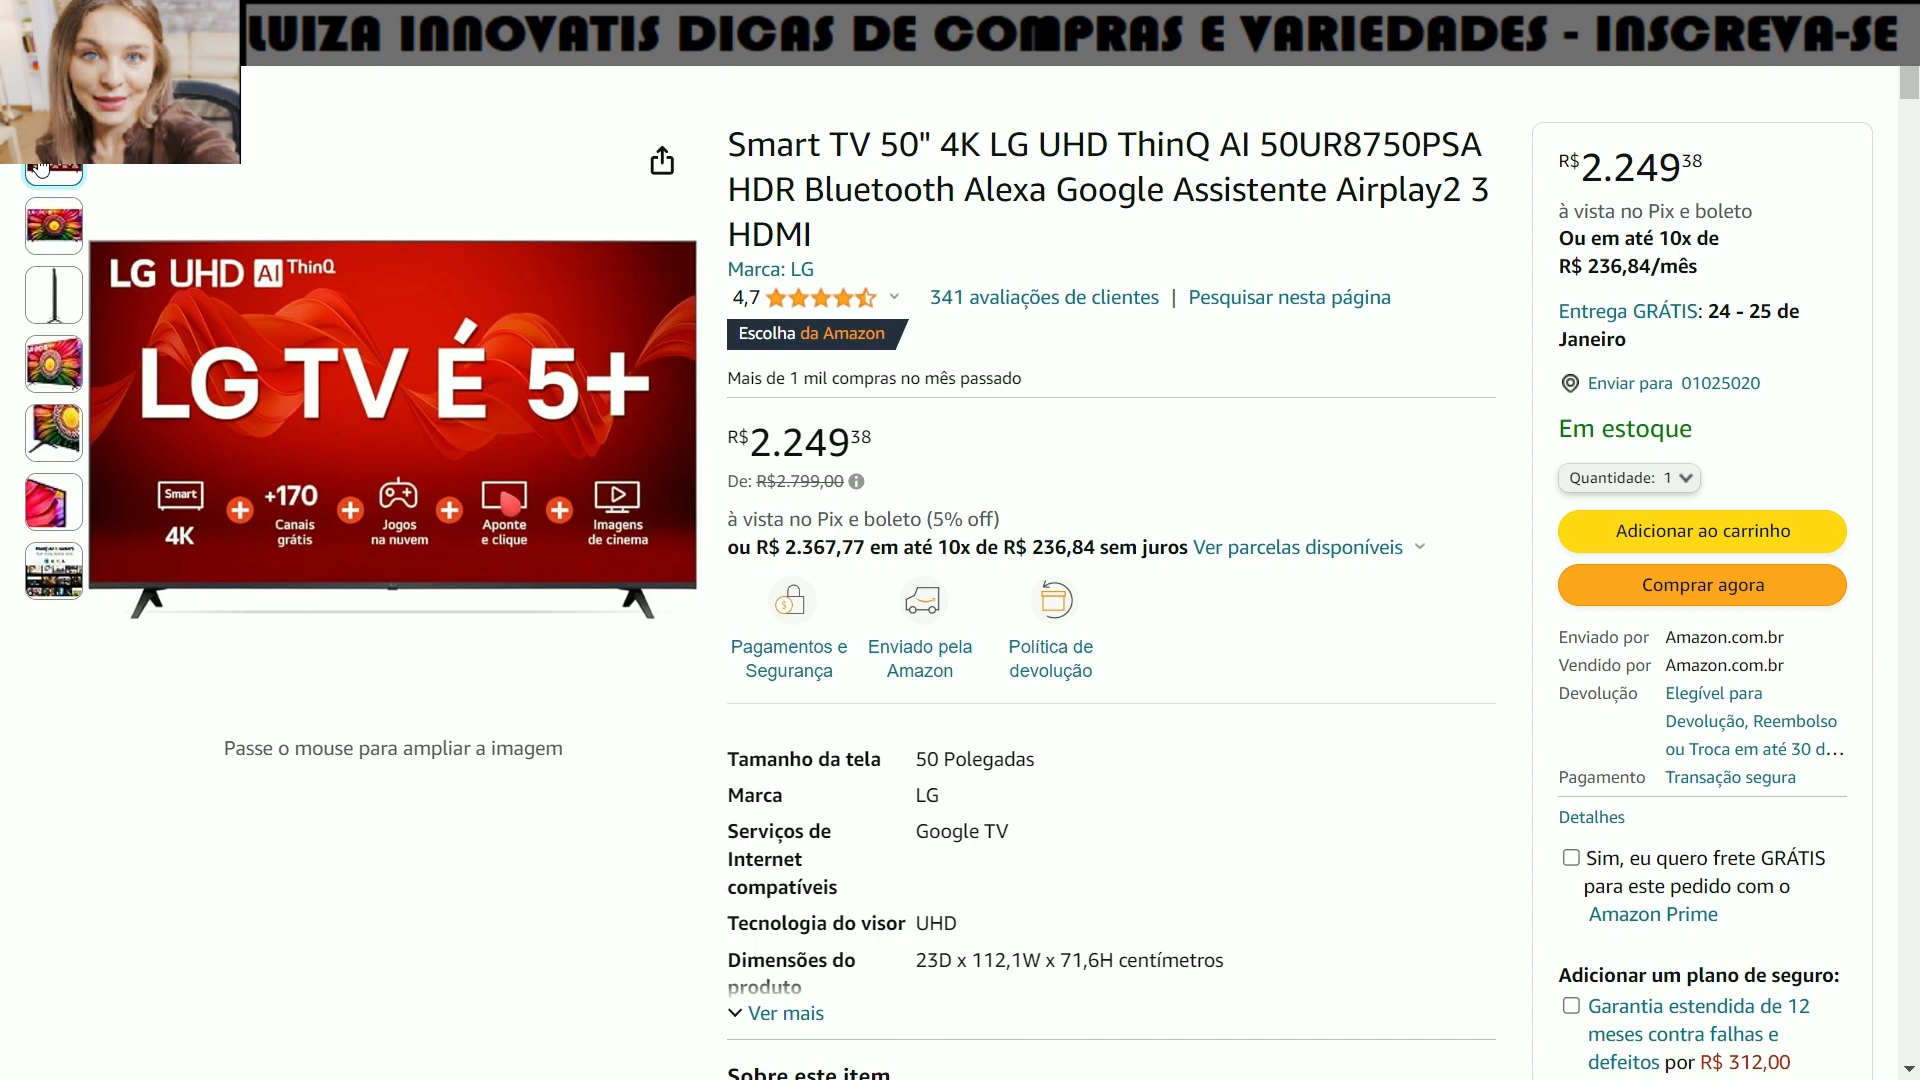 LUIZA INNOVATIS DICAS DE COMPRAS E VARIEDADES - INSCREVA-SE
Smart TV 50" 4K LG UHD ThinQ AI 50UR8750PSA
HDR Bluetooth Alexa Google Assistente Airplay2 3
HDMI
Marca: LG
4,7
341 avaliações de clientes | Pesquisar nesta página
Escolha da Amazon
Mais de 1 mil compras no mês passado
R$2.24938
De: R$2.799,00
à vista no Pix e boleto (5% off)
ou R$ 2.367,77 em até 10x de R$ 236,84 sem juros Ver parcelas disponíveis
Pagamentos e
Segurança
Enviado pela
Amazon
Política de
devolução
Tamanho da tela 50 Polegadas
Marca LG
Serviços de Google TV
Internet
compatíveis
Tecnologia do visor UHD
Dimensões do 23D x 112,1W x 71,6H centímetros
produto
Ver mais
Sobre este item
LG UHD AI ThinQ
LG TV É 5+
Smart
4K
+170
Canais
grátis
Jogos
na nuvem
Aponte
e clique
Imagens
de cinema
Passe o mouse para ampliar a imagem
R$2.24938
à vista no Pix e boleto
Ou em até 10x de
R$ 236,84/mês
Entrega GRÁTIS: 24 - 25 de
Janeiro
Enviar para 01025020
Em estoque
Quantidade: 1
Adicionar ao carrinho
Comprar agora
Enviado por Amazon.com.br
Vendido por Amazon.com.br
Devolução Elegível para
Devolução, Reembolso
ou Troca em até 30 d...
Pagamento Transação segura
Detalhes
Sim, eu quero frete GRÁTIS
para este pedido com o
Amazon Prime
Adicionar um plano de seguro:
Garantia estendida de 12
meses contra falhas e
defeitos por R$ 312,00